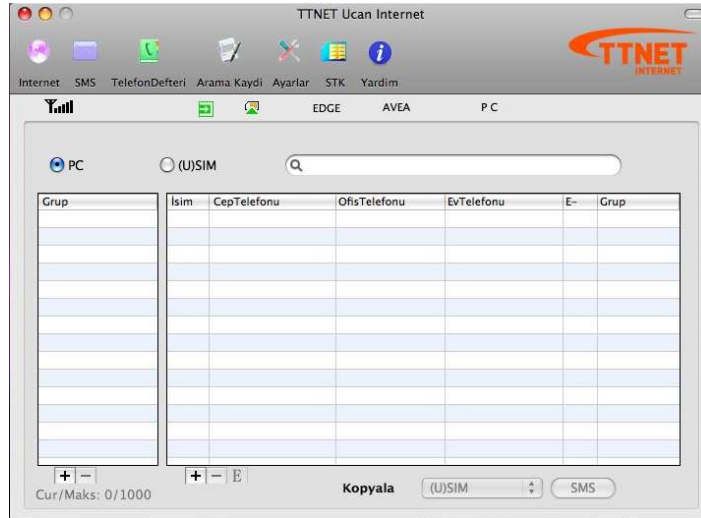 TTNET Ucan Internet
TTNET
INTERNET
Internet SMS TelefonDefteri Arama Kaydi Ayarlar STK Yardim
EDGE AVEA PC
PC (U)SIM
Grup İsim CepTelefonu OfisTelefonu EvTelefonu E- Grup
+ − + − E
Cur/Maks: 0/1000
Kopyala (U)SIM SMS